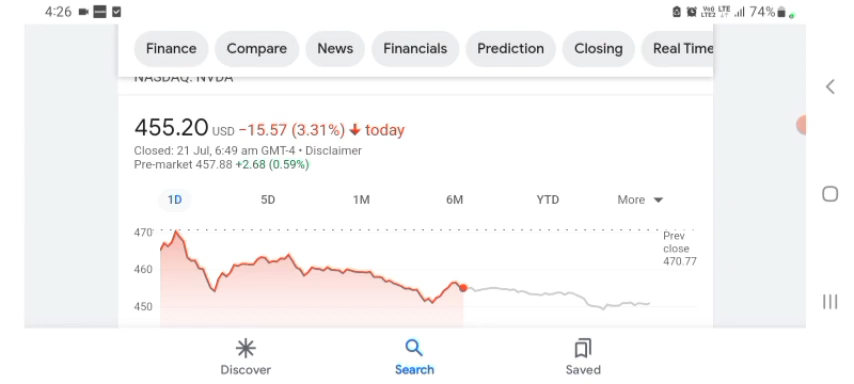 4:26 74%
Finance Compare News Financials Prediction Closing Real Time
NASDAQ: NVDA
455.20 USD −15.57 (3.31%) today
Closed: 21 Jul, 6:49 am GMT-4 • Disclaimer
Pre-market 457.88 +2.68 (0.59%)
1D 5D 1M 6M YTD More
470
Prev
close
470.77
460
450
Discover Search Saved